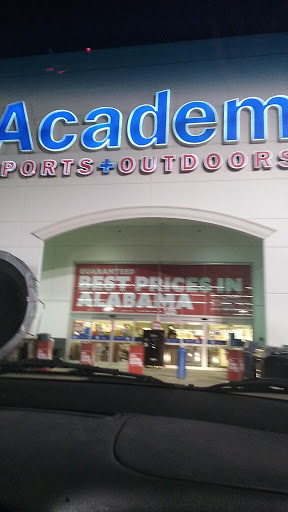 Academ
PORTS+OUTDOORS
GUARANTEED
BEST PRICES IN
ALABAMA